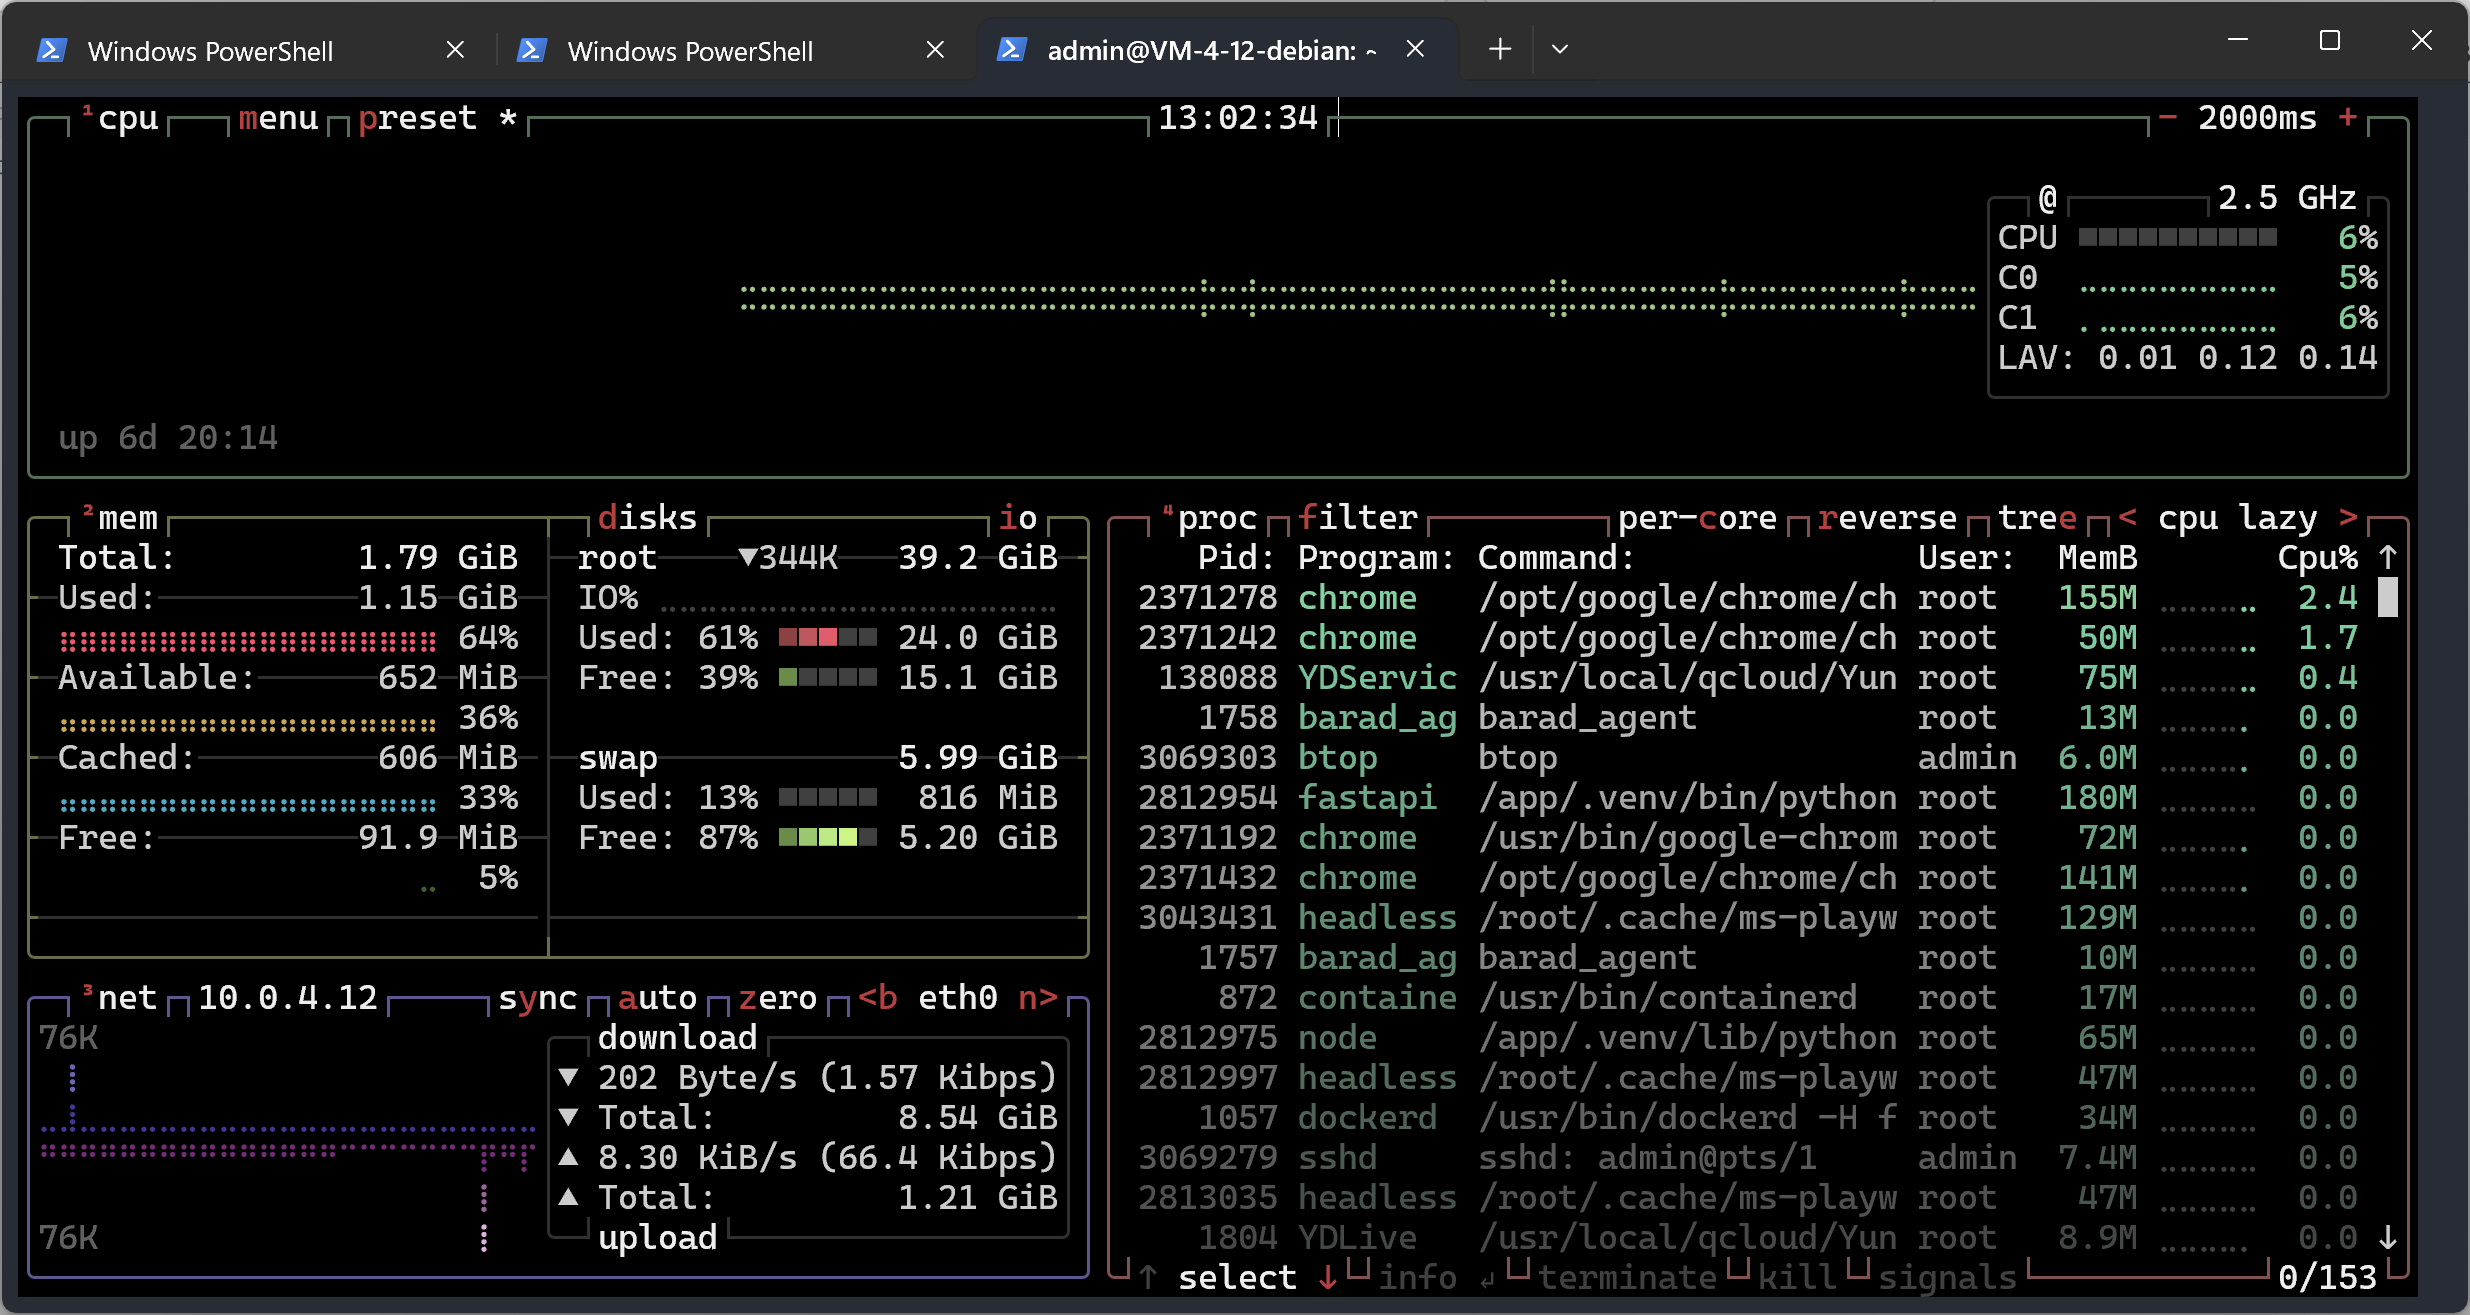 Windows PowerShell Windows PowerShell admin@VM-4-12-debian: ~
¹cpu menu preset * 13:02:34 - 2000ms +
@ 2.5 GHz
CPU 6%
C0 5%
C1 6%
LAV: 0.01 0.12 0.14
up 6d 20:14
²mem disks io
Total: 1.79 GiB root ▼344K 39.2 GiB
Used: 1.15 GiB IO%
64% Used: 61% 24.0 GiB
Available: 652 MiB Free: 39% 15.1 GiB
36%
Cached: 606 MiB swap 5.99 GiB
33% Used: 13% 816 MiB
Free: 91.9 MiB Free: 87% 5.20 GiB
5%
³net 10.0.4.12 sync auto zero <b eth0 n>
76K download
▼ 202 Byte/s (1.57 Kibps)
▼ Total: 8.54 GiB
▲ 8.30 KiB/s (66.4 Kibps)
▲ Total: 1.21 GiB
76K upload
⁴proc filter per-core reverse tree < cpu lazy >
Pid: Program: Command: User: MemB Cpu% ↑
2371278 chrome /opt/google/chrome/ch root 155M 2.4
2371242 chrome /opt/google/chrome/ch root 50M 1.7
138088 YDServic /usr/local/qcloud/Yun root 75M 0.4
1758 barad_ag barad_agent root 13M 0.0
3069303 btop btop admin 6.0M 0.0
2812954 fastapi /app/.venv/bin/python root 180M 0.0
2371192 chrome /usr/bin/google-chrom root 72M 0.0
2371432 chrome /opt/google/chrome/ch root 141M 0.0
3043431 headless /root/.cache/ms-playw root 129M 0.0
1757 barad_ag barad_agent root 10M 0.0
872 containe /usr/bin/containerd root 17M 0.0
2812975 node /app/.venv/lib/python root 65M 0.0
2812997 headless /root/.cache/ms-playw root 47M 0.0
1057 dockerd /usr/bin/dockerd -H f root 34M 0.0
3069279 sshd sshd: admin@pts/1 admin 7.4M 0.0
2813035 headless /root/.cache/ms-playw root 47M 0.0
1804 YDLive /usr/local/qcloud/Yun root 8.9M 0.0 ↓
↑ select ↓ info ↲ terminate kill signals 0/153